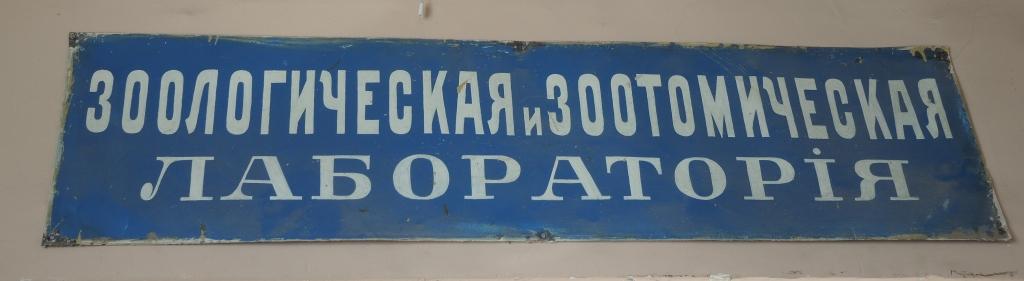 ЗООЛОГИЧЕСКАЯ и ЗООТОМИЧЕСКАЯ
ЛАБОРАТОРІЯ